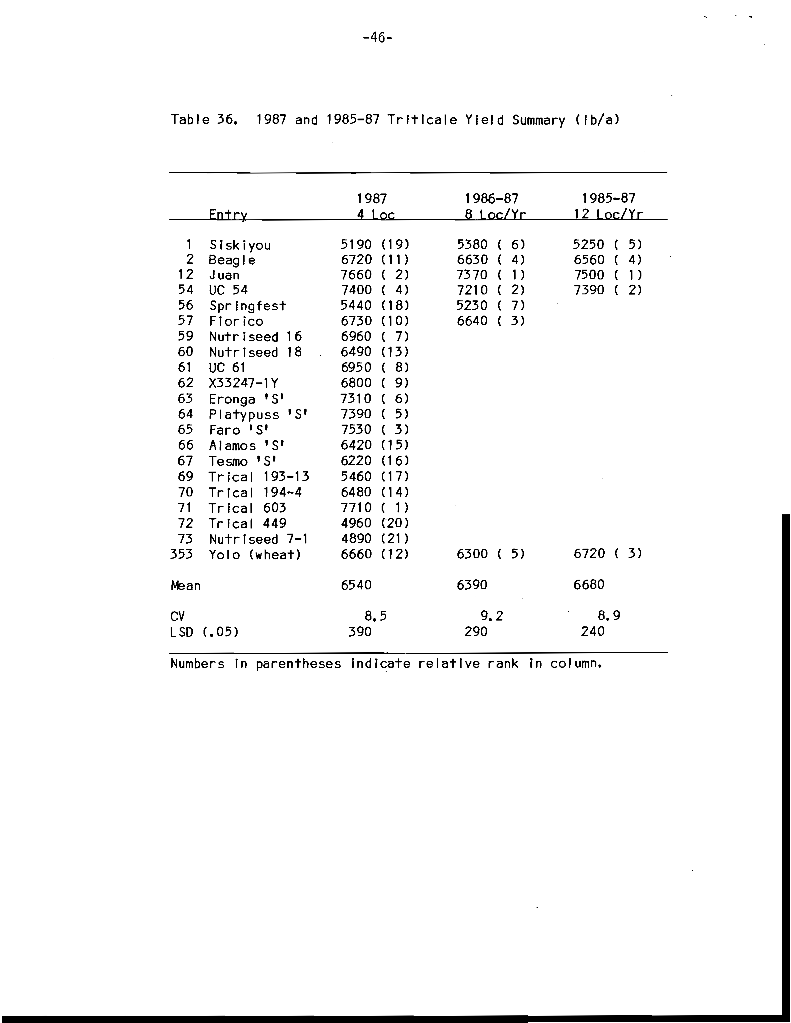 -46-
Table 36. 1987 and 1985-87 Triticale Yield Summary (lb/a)
1987 1986-87 1985-87
Entry 4 Loc 8 Loc/Yr 12 Loc/Yr
1 Siskiyou 5190 (19) 5380 ( 6) 5250 ( 5)
2 Beagle 6720 (11) 6630 ( 4) 6560 ( 4)
12 Juan 7660 ( 2) 7370 ( 1) 7500 ( 1)
54 UC 54 7400 ( 4) 7210 ( 2) 7390 ( 2)
56 Springfest 5440 (18) 5230 ( 7)
57 Florico 6730 (10) 6640 ( 3)
59 Nutriseed 16 6960 ( 7)
60 Nutriseed 18 6490 (13)
61 UC 61 6950 ( 8)
62 X33247-1Y 6800 ( 9)
63 Eronga 'S' 7310 ( 6)
64 Platypuss 'S' 7390 ( 5)
65 Faro 'S' 7530 ( 3)
66 Alamos 'S' 6420 (15)
67 Tesmo 'S' 6220 (16)
69 Trical 193-13 5460 (17)
70 Trical 194-4 6480 (14)
71 Trical 603 7710 ( 1)
72 Trical 449 4960 (20)
73 Nutriseed 7-1 4890 (21)
353 Yolo (wheat) 6660 (12) 6300 ( 5) 6720 ( 3)
Mean 6540 6390 6680
CV 8.5 9.2 8.9
LSD (.05) 390 290 240
Numbers in parentheses indicate relative rank in column.